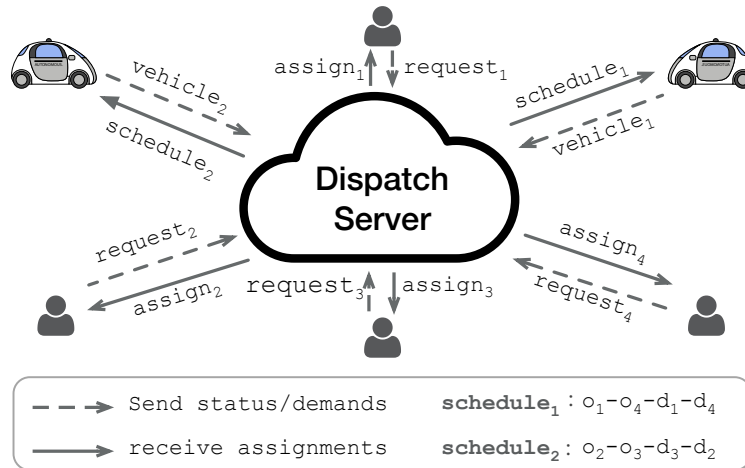 assign₁
request₁
vehicle₂
schedule₂
schedule₁
vehicle₁
Dispatch
Server
request₂
assign₂
request₃
assign₃
assign₄
request₄
Send status/demands
schedule₁: o₁-o₄-d₁-d₄
receive assignments
schedule₂: o₂-o₃-d₃-d₂